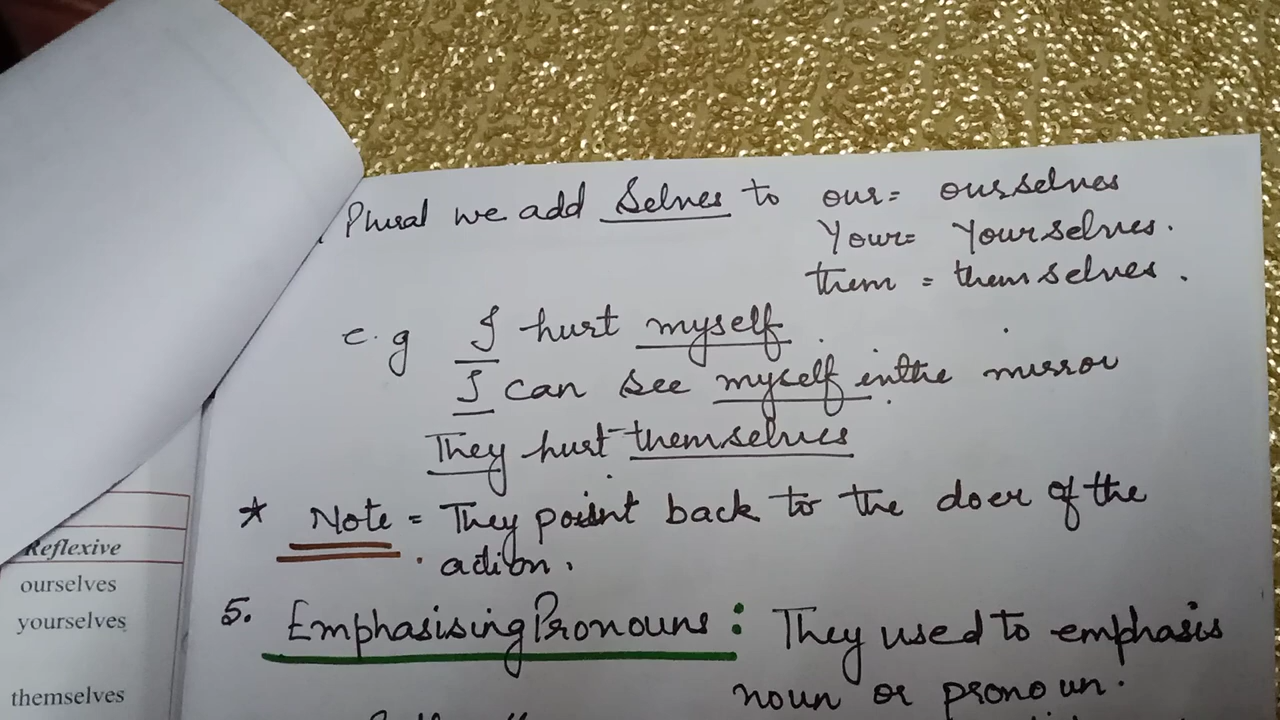 Plural we add Selves to our = ourselves
Your = Yourselves.
them = themselves.
e.g I hurt myself
I can see myself in the mirror
They hurt themselves
* Note = They point back to the doer of the
action.
5. Emphasising Pronouns : They used to emphasis
noun or pronoun.
Reflexive
ourselves
yourselves
themselves